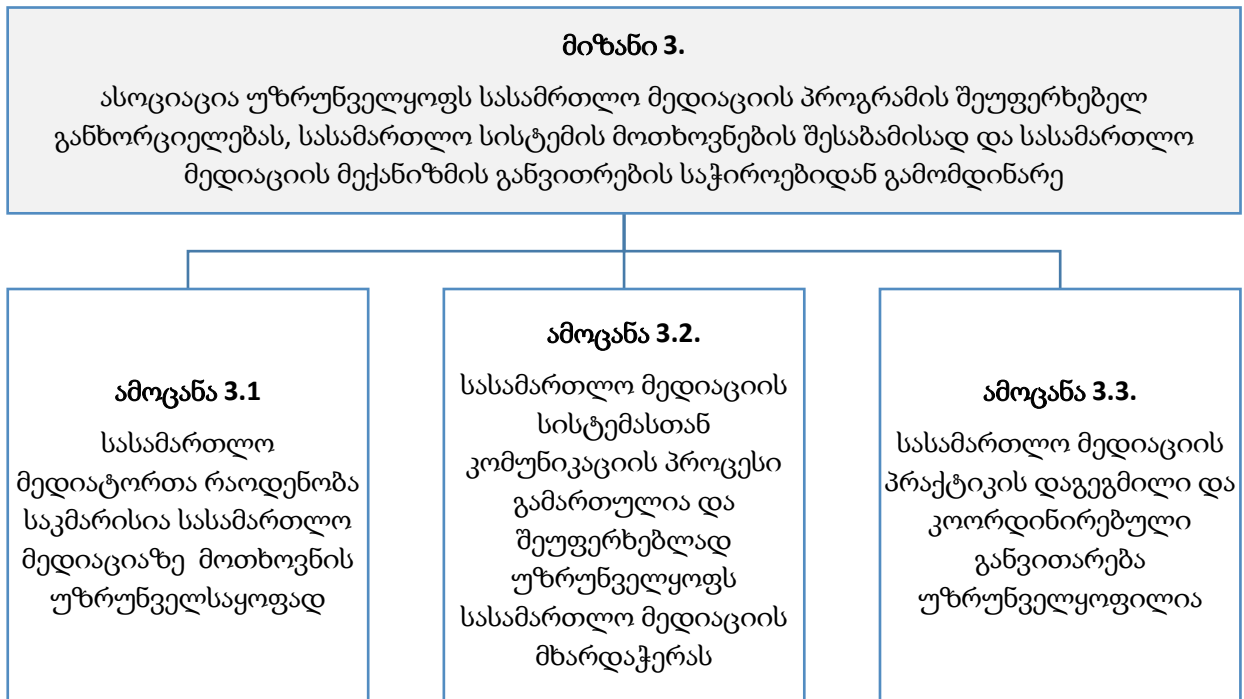 მიზანი 3.
ასოციაცია უზრუნველყოფს სასამრთლო მედიაციის პროგრამის შეუფერხებელ
განხორციელებას, სასამართლო სისტემის მოთხოვნების შესაბამისად და სასამართლო
მედიაციის მექანიზმის განვითრების საჭიროებიდან გამომდინარე
ამოცანა 3.1
სასამართლო
მედიატორთა რაოდენობა
საკმარისია სასამართლო
მედიაციაზე მოთხოვნის
უზრუნველსაყოფად
ამოცანა 3.2.
სასამართლო მედიაციის
სისტემასთან
კომუნიკაციის პროცესი
გამართულია და
შეუფერხებლად
უზრუნველყოფს
სასამართლო მედიაციის
მხარდაჭერას
ამოცანა 3.3.
სასამართლო მედიაციის
პრაქტიკის დაგეგმილი და
კოორდინირებული
განვითარება
უზრუნველყოფილია